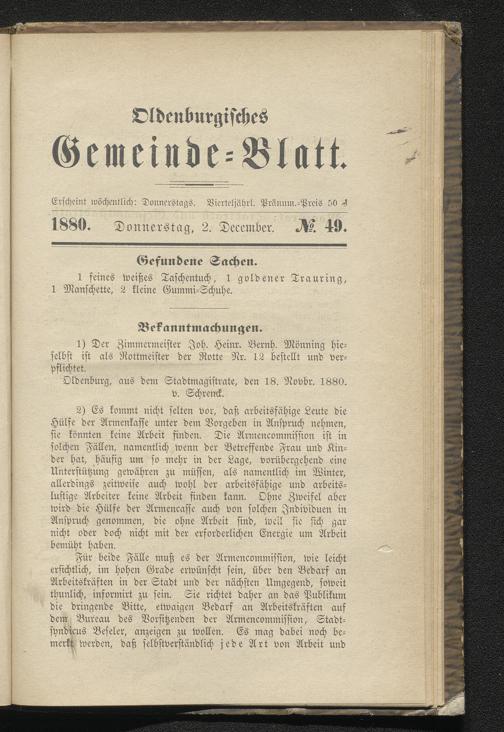 Oldenburgisches
Gemeinde-Blatt.
Erscheint wöchentlich: Donnerstags. Vierteljährl. Pränum.-Preis 50 ₰
1880. Donnerstag, 2. December. № 49.
Gefundene Sachen.
1 feines weißes Taschentuch, 1 goldener Trauring,
1 Manschette, 2 kleine Gummi-Schuhe.
Bekanntmachungen.
1) Der Zimmermeister Joh. Heinr. Bernh. Mönning hie-
selbst ist als Rottmeister der Rotte Nr. 12 bestellt und ver-
pflichtet.
Oldenburg, aus dem Stadtmagistrate, den 18. Novbr. 1880.
v. Schrenck.
2) Es kommt nicht selten vor, daß arbeitsfähige Leute die
Hülfe der Armenkasse unter dem Vorgeben in Anspruch nehmen,
sie könnten keine Arbeit finden. Die Armencommission ist in
solchen Fällen, namentlich wenn der Betreffende Frau und Kin-
der hat, häufig um so mehr in der Lage, vorübergehend eine
Unterstützung gewähren zu müssen, als namentlich im Winter,
allerdings zeitweise auch wohl der arbeitsfähige und arbeits-
lustige Arbeiter keine Arbeit finden kann. Ohne Zweifel aber
wird die Hülfe der Armencasse auch von solchen Individuen in
Anspruch genommen, die ohne Arbeit sind, weil sie sich gar
nicht oder doch nicht mit der erforderlichen Energie um Arbeit
bemüht haben.
Für beide Fälle muß es der Armencommission, wie leicht
ersichtlich, im hohen Grade erwünscht sein, über den Bedarf an
Arbeitskräften in der Stadt und der nächsten Umgegend, soweit
thunlich, informirt zu sein. Sie richtet daher an das Publikum
die dringende Bitte, etwaigen Bedarf an Arbeitskräften auf
dem Bureau des Vorsitzenden der Armencommission, Stadt-
syndicus Beseler, anzeigen zu wollen. Es mag dabei noch be-
merkt werden, daß selbstverständlich jede Art von Arbeit und